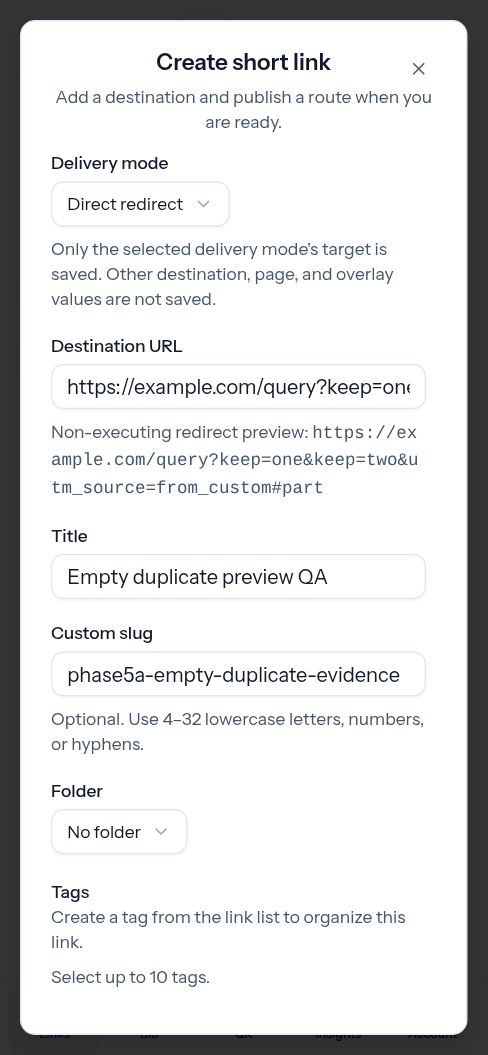 Create short link
Add a destination and publish a route when you
are ready.
Delivery mode
Direct redirect
Only the selected delivery mode’s target is
saved. Other destination, page, and overlay
values are not saved.
Destination URL
https://example.com/query?keep=one
Non-executing redirect preview: https://ex
ample.com/query?keep=one&keep=two&u
tm_source=from_custom#part
Title
Empty duplicate preview QA
Custom slug
phase5a-empty-duplicate-evidence
Optional. Use 4–32 lowercase letters, numbers,
or hyphens.
Folder
No folder
Tags
Create a tag from the link list to organize this
link.
Select up to 10 tags.